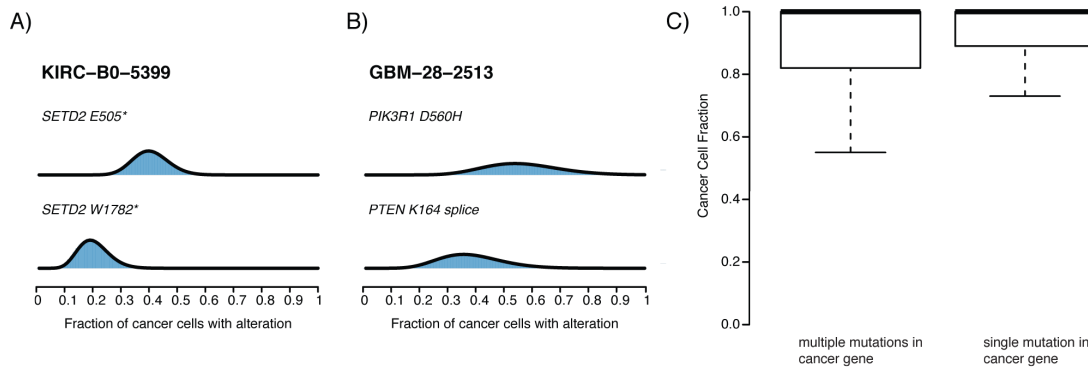 A)
KIRC–B0–5399
SETD2 E505*
SETD2 W1782*
0 0.1 0.2 0.3 0.4 0.5 0.6 0.7 0.8 0.9 1
Fraction of cancer cells with alteration
B)
GBM–28–2513
PIK3R1 D560H
PTEN K164 splice
0 0.1 0.2 0.3 0.4 0.5 0.6 0.7 0.8 0.9 1
Fraction of cancer cells with alteration
C)
Cancer Cell Fraction
1.0
0.8
0.6
0.4
0.2
0.0
multiple mutations in
cancer gene
single mutation in
cancer gene